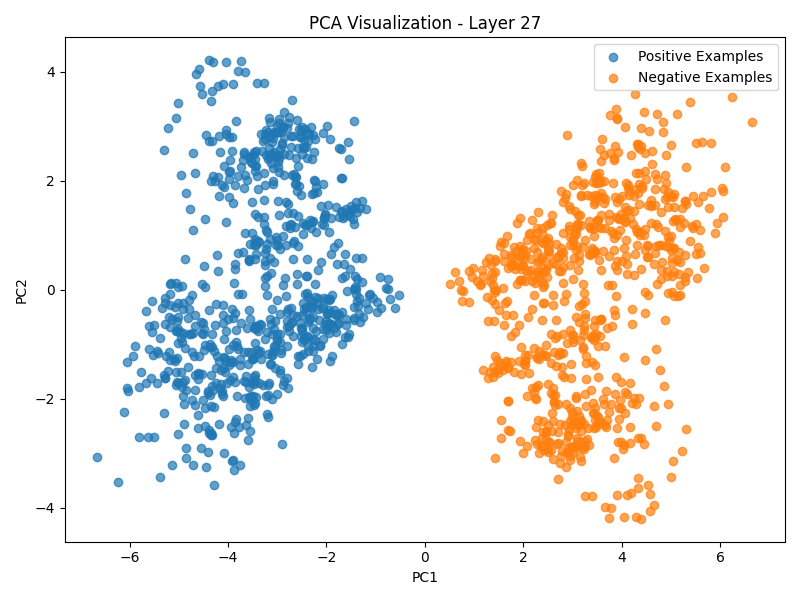 PCA Visualization - Layer 27
Positive Examples
Negative Examples
4
2
0
−2
−4
PC2
−6
−4
−2
0
2
4
6
PC1